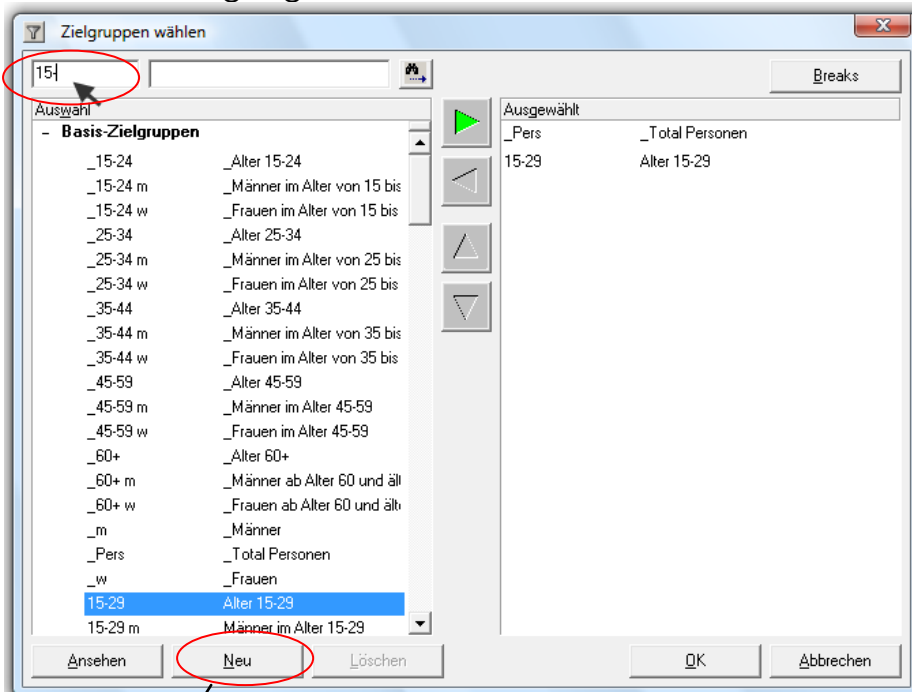 Zielgruppen wählen
15-
Breaks
Auswahl
Ausgewählt
– Basis-Zielgruppen
_Pers _Total Personen
_15-24 _Alter 15-24
15-29 Alter 15-29
_15-24 m _Männer im Alter von 15 bis
_15-24 w _Frauen im Alter von 15 bis
_25-34 _Alter 25-34
_25-34 m _Männer im Alter von 25 bis
_25-34 w _Frauen im Alter von 25 bis
_35-44 _Alter 35-44
_35-44 m _Männer im Alter von 35 bis
_35-44 w _Frauen im Alter von 35 bis
_45-59 _Alter 45-59
_45-59 m _Männer im Alter 45-59
_45-59 w _Frauen im Alter 45-59
_60+ _Alter 60+
_60+ m _Männer ab Alter 60 und äl
_60+ w _Frauen ab Alter 60 und ält
_m _Männer
_Pers _Total Personen
_w _Frauen
15-29 Alter 15-29
15-29 m Männer im Alter 15-29
Ansehen Neu Löschen OK Abbrechen